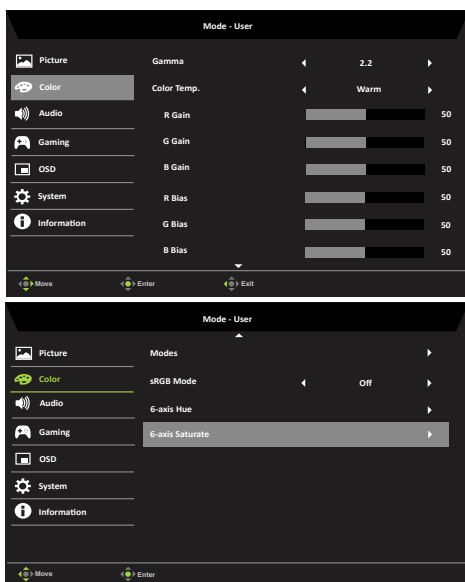 Mode - User
Picture Gamma 2.2
Color Color Temp. Warm
Audio R Gain 50
Gaming G Gain 50
OSD B Gain 50
System R Bias 50
Information G Bias 50
B Bias 50
Move Enter Exit
Mode - User
Picture Modes
Color sRGB Mode Off
Audio 6-axis Hue
Gaming 6-axis Saturate
OSD
System
Information
Move Enter